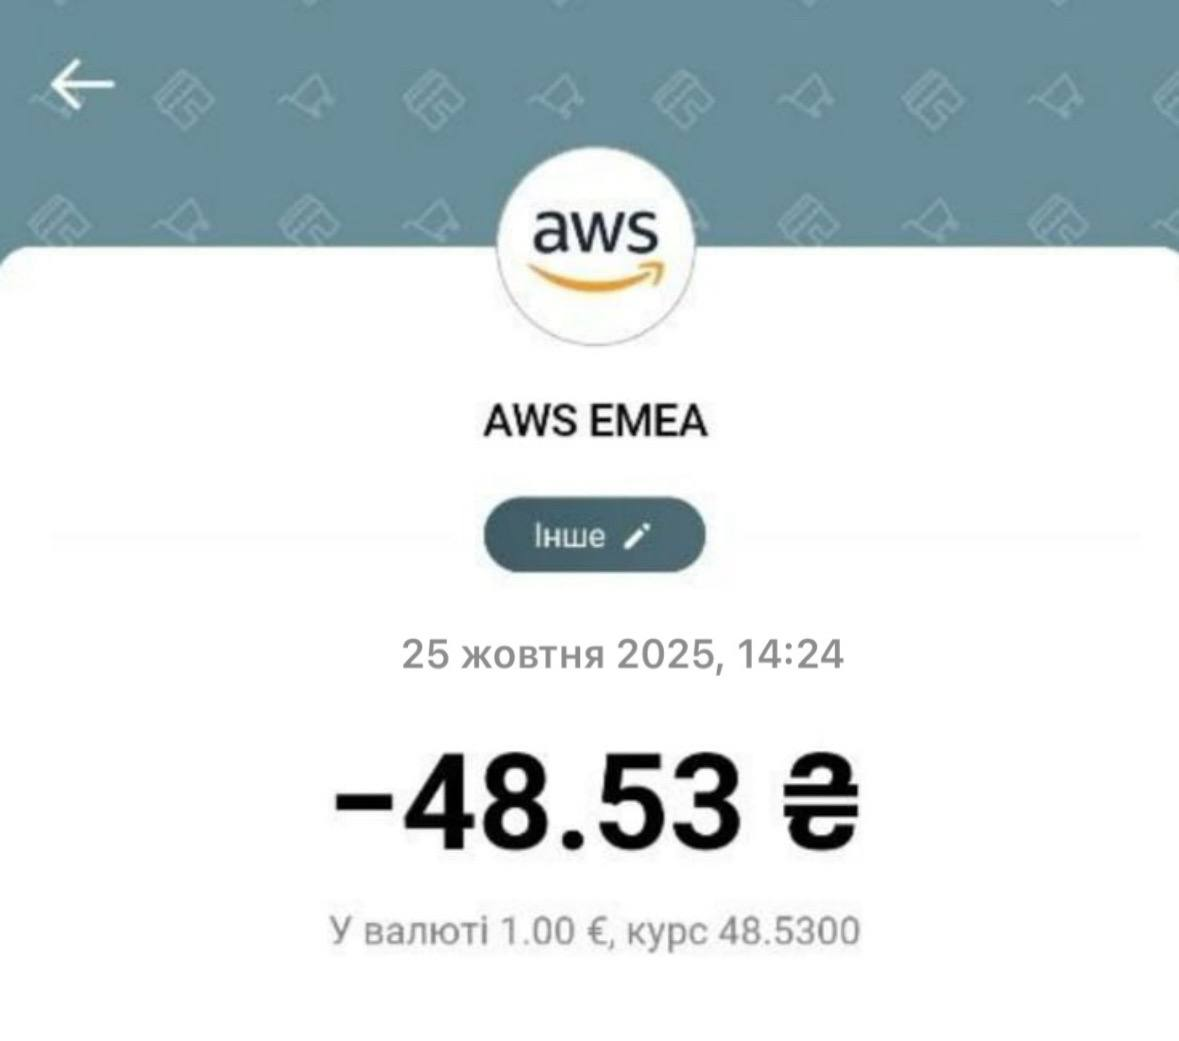 aws
AWS EMEA
Інше
25 жовтня 2025, 14:24
−48.53 ₴
У валюті 1.00 €, курс 48.5300